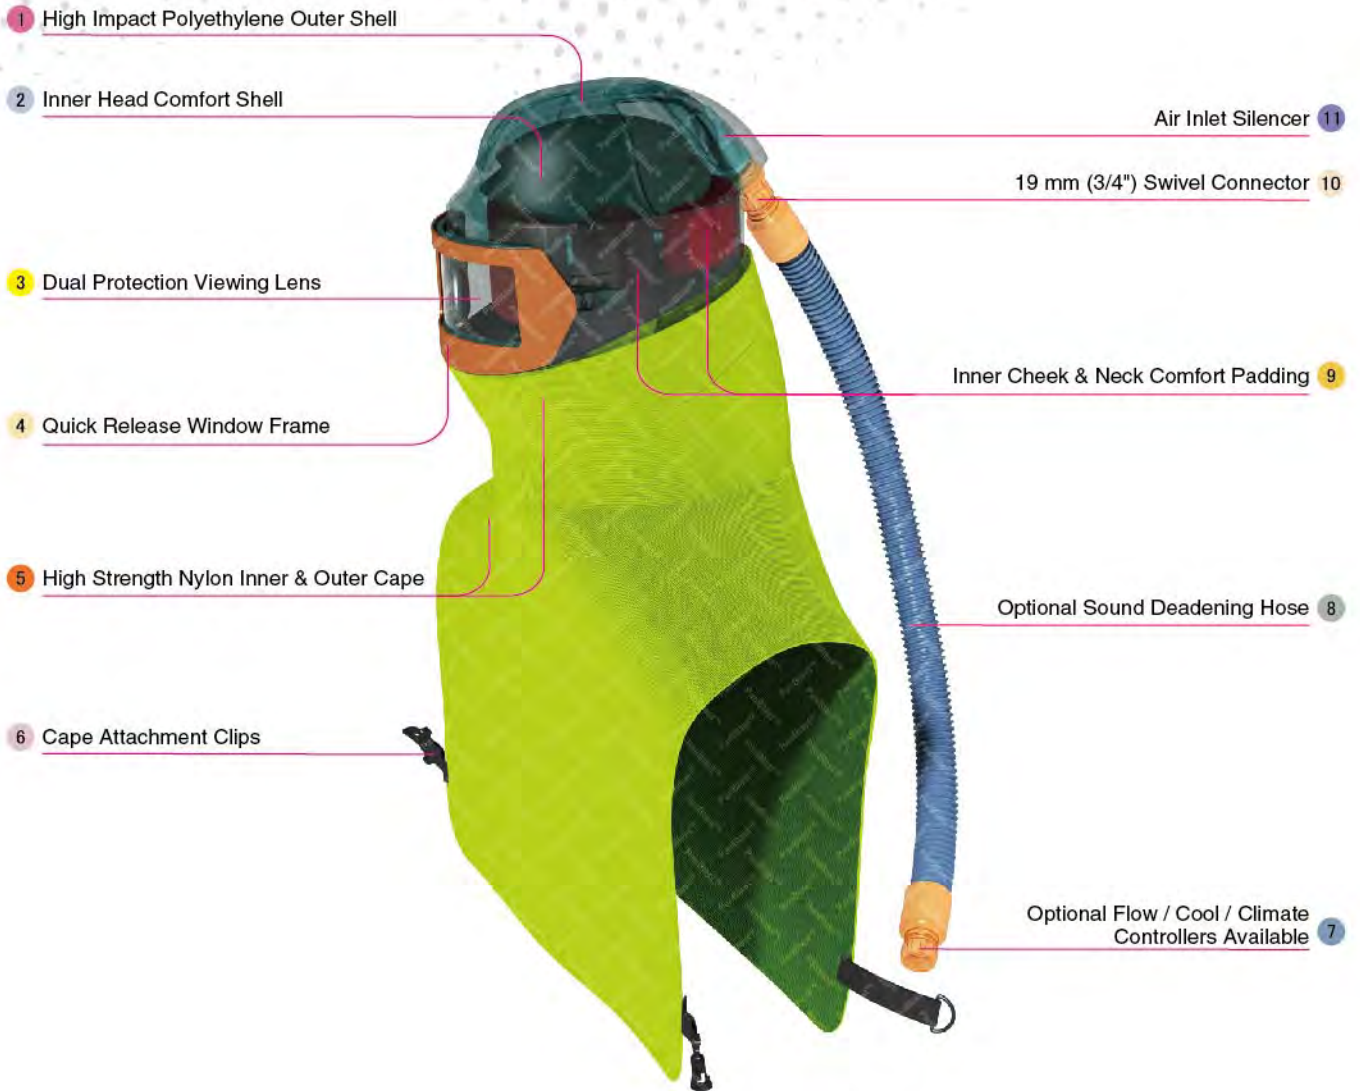 1 High Impact Polyethylene Outer Shell
2 Inner Head Comfort Shell
Air Inlet Silencer 11
19 mm (3/4") Swivel Connector 10
3 Dual Protection Viewing Lens
Inner Cheek & Neck Comfort Padding 9
4 Quick Release Window Frame
5 High Strength Nylon Inner & Outer Cape
Optional Sound Deadening Hose 8
6 Cape Attachment Clips
Optional Flow / Cool / Climate
Controllers Available 7